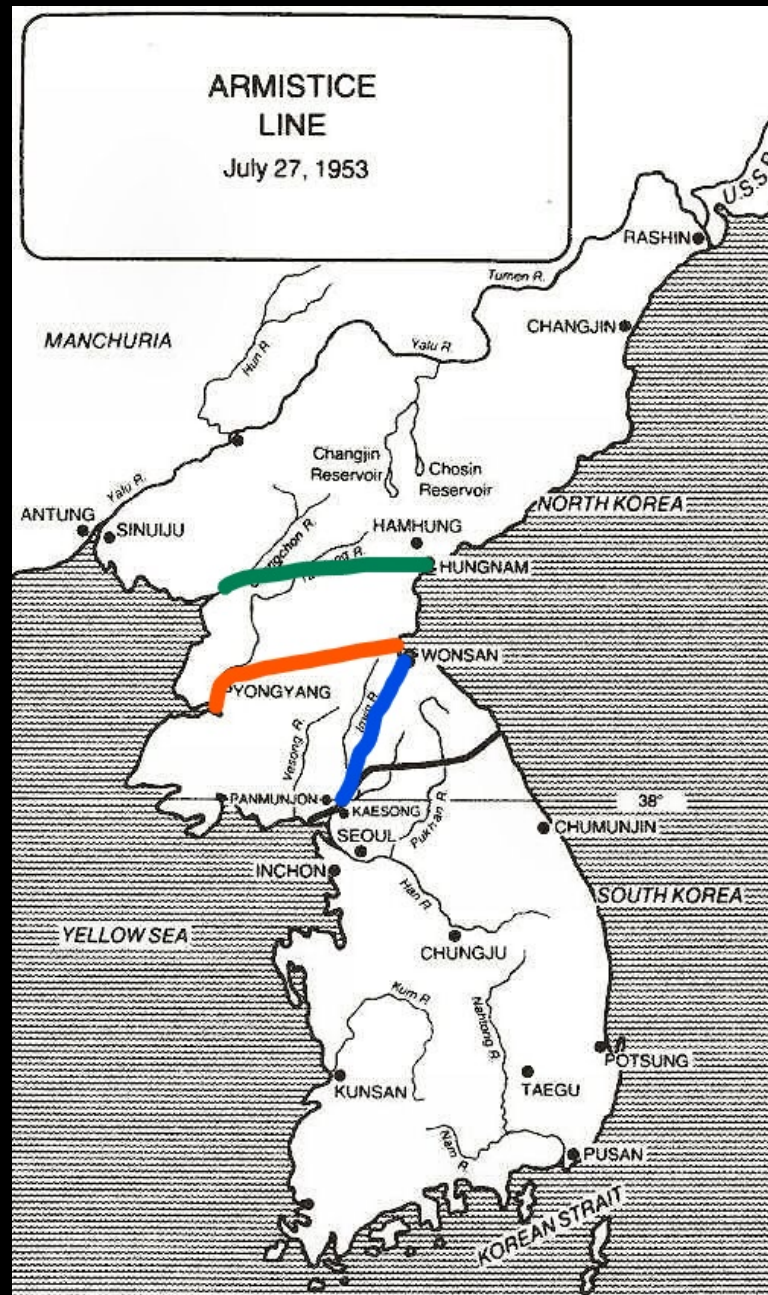 ARMISTICE
LINE
July 27, 1953
U.S.S.
RASHIN
Tumen R.
CHANGJIN
MANCHURIA
Hun R.
Yalu R.
Changjin
Reservoir
Chosin
Reservoir
Yalu R.
NORTH KOREA
ANTUNG
SINUIJU
HAMHUNG
R.
R.
HUNGNAM
WONSAN
PYONGYANG
R.
Yesong R.
PANMUNJON
38°
KAESONG
CHUMUNJIN
SEOUL
Pukhan R.
INCHON
Han R.
SOUTH KOREA
YELLOW SEA
CHUNGJU
Kum R.
Naktong R.
POTSUNG
KUNSAN
TAEGU
Nam R.
PUSAN
KOREAN STRAIT